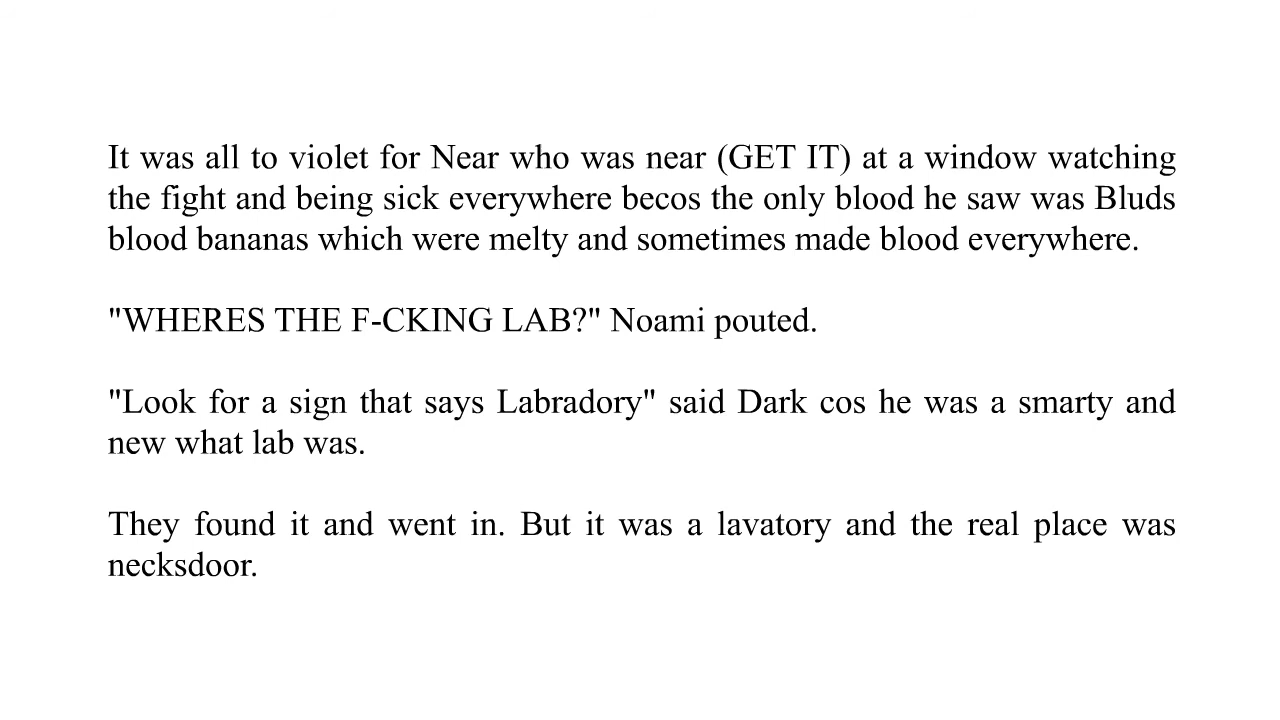 It was all to violet for Near who was near (GET IT) at a window watching
the fight and being sick everywhere becos the only blood he saw was Bluds
blood bananas which were melty and sometimes made blood everywhere.
"WHERES THE F-CKING LAB?" Noami pouted.
"Look for a sign that says Labradory" said Dark cos he was a smarty and
new what lab was.
They found it and went in. But it was a lavatory and the real place was
necksdoor.